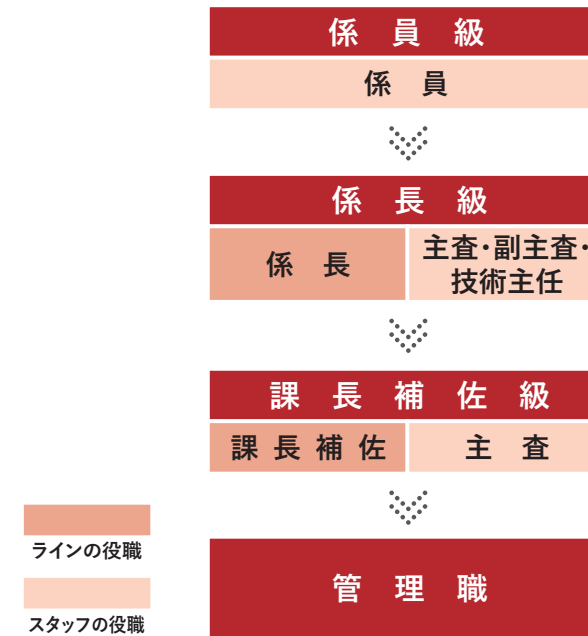 係員級
係員
係長級
係長
主査・副主査・
技術主任
課長補佐級
課長補佐
主査
管理職
ラインの役職
スタッフの役職